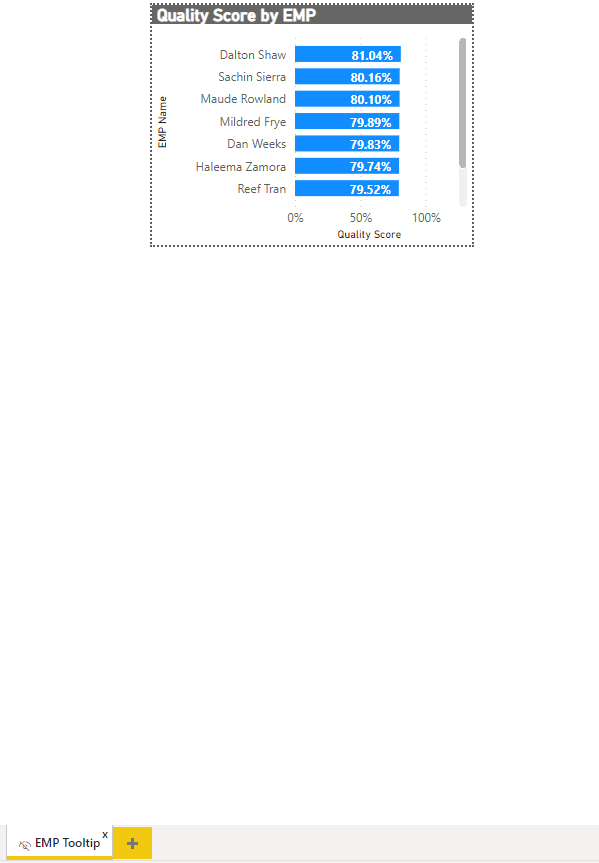 Quality Score by EMP
EMP Name
Dalton Shaw 81.04%
Sachin Sierra 80.16%
Maude Rowland 80.10%
Mildred Frye 79.89%
Dan Weeks 79.83%
Haleema Zamora 79.74%
Reef Tran 79.52%
0% 50% 100%
Quality Score
EMP Tooltip x +